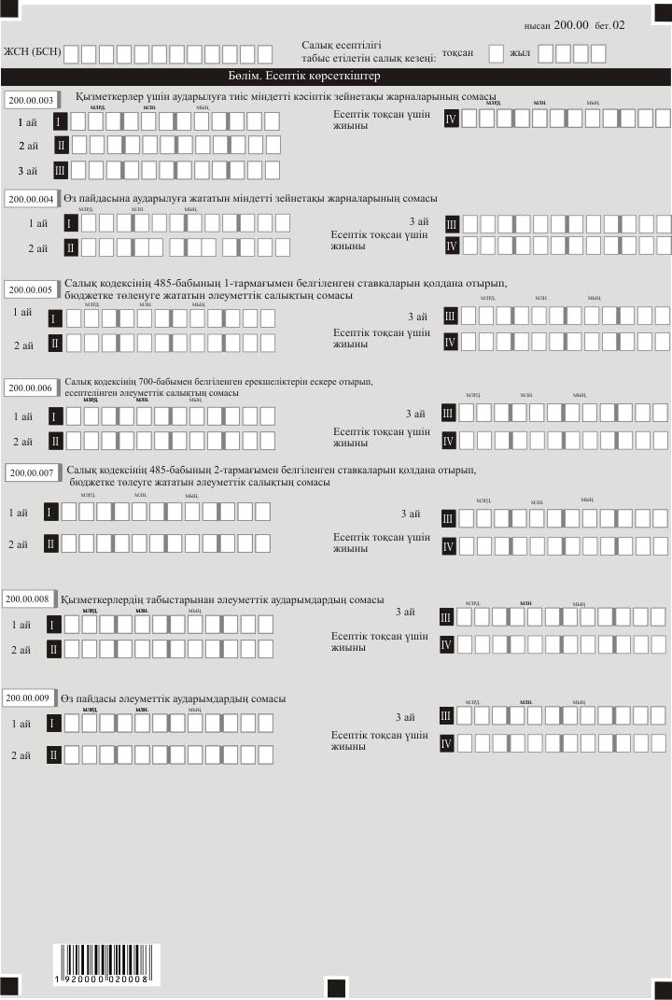 нысан 200.00 бет. 02
ЖСН (БСН)
Салық есептілігі
табыс етілетін салық кезеңі: тоқсан жыл
Бөлім. Есептік көрсеткіштер
200.00.003 Қызметкерлер үшін аударылуға тиіс міндетті кәсіптік зейнетақы жарналарының сомасы
МЛРД. МЛН. МЫҢ. МЛРД. МЛН. МЫҢ.
1 ай I Есептік тоқсан үшін
жиыны IV
2 ай II
3 ай III
200.00.004 Өз пайдасына аударылуға жататын міндетті зейнетақы жарналарының сомасы
МЛРД. МЛН. МЫҢ.
1 ай I 3 ай III
2 ай II Есептік тоқсан үшін
жиыны IV
200.00.005 Салық кодексінің 485-бабының 1-тармағымен белгіленген ставкаларын қолдана отырып,
бюджетке төленуге жататын әлеуметтік салықтың сомасы
МЛРД. МЛН. МЫҢ. МЛРД. МЛН. МЫҢ.
1 ай I 3 ай III
2 ай II Есептік тоқсан үшін
жиыны IV
200.00.006 Салық кодексінің 700-бабымен белгіленген ерекшеліктерін ескере отырып,
есептелінген әлеуметтік салықтың сомасы
МЛРД. МЛН. МЫҢ. МЛРД. МЛН. МЫҢ.
1 ай I 3 ай III
2 ай II Есептік тоқсан үшін
жиыны IV
200.00.007 Салық кодексінің 485-бабының 2-тармағымен белгіленген ставкаларын қолдана отырып,
бюджетке төлеуге жататын әлеуметтік салықтың сомасы
МЛРД. МЛН. МЫҢ. МЛРД. МЛН. МЫҢ.
1 ай I 3 ай III
2 ай II Есептік тоқсан үшін
жиыны IV
200.00.008 Қызметкерлердің табыстарынан әлеуметтік аударымдардың сомасы
МЛРД. МЛН. МЫҢ. МЛРД. МЛН. МЫҢ
1 ай I 3 ай III
2 ай II Есептік тоқсан үшін
жиыны IV
200.00.009 Өз пайдасы әлеуметтік аударымдардың сомасы
МЛРД. МЛН. МЫҢ. МЛРД. МЛН. МЫҢ
1 ай I 3 ай III
2 ай II Есептік тоқсан үшін
жиыны IV
1 920000 020008